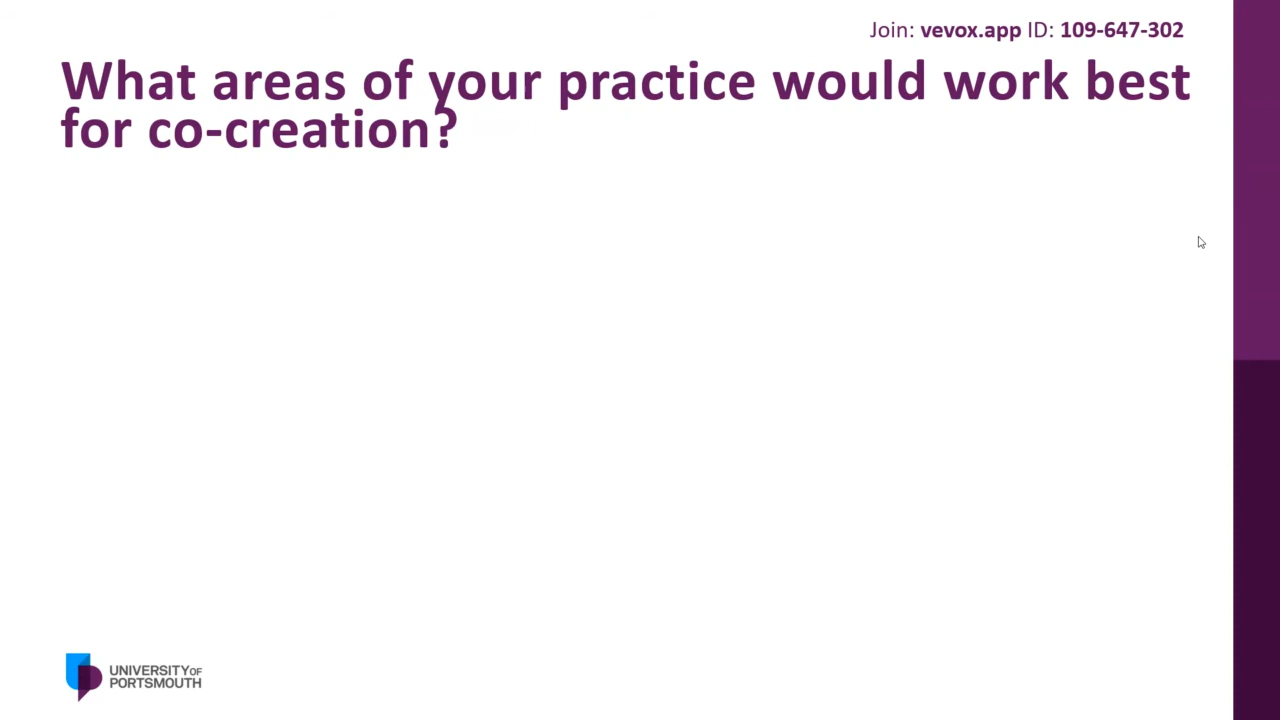 Join: vevox.app ID: 109-647-302
What areas of your practice would work best
for co-creation?
UNIVERSITY OF
PORTSMOUTH